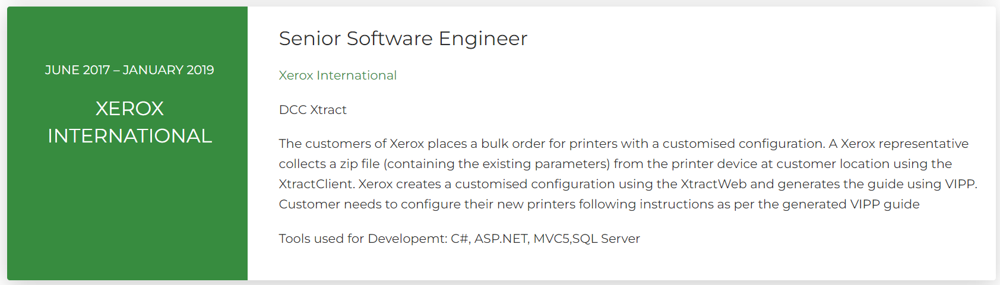 JUNE 2017 – JANUARY 2019
XEROX
INTERNATIONAL
Senior Software Engineer
Xerox International
DCC Xtract
The customers of Xerox places a bulk order for printers with a customised configuration. A Xerox representative
collects a zip file (containing the existing parameters) from the printer device at customer location using the
XtractClient. Xerox creates a customised configuration using the XtractWeb and generates the guide using VIPP.
Customer needs to configure their new printers following instructions as per the generated VIPP guide
Tools used for Developemt: C#, ASP.NET, MVC5,SQL Server